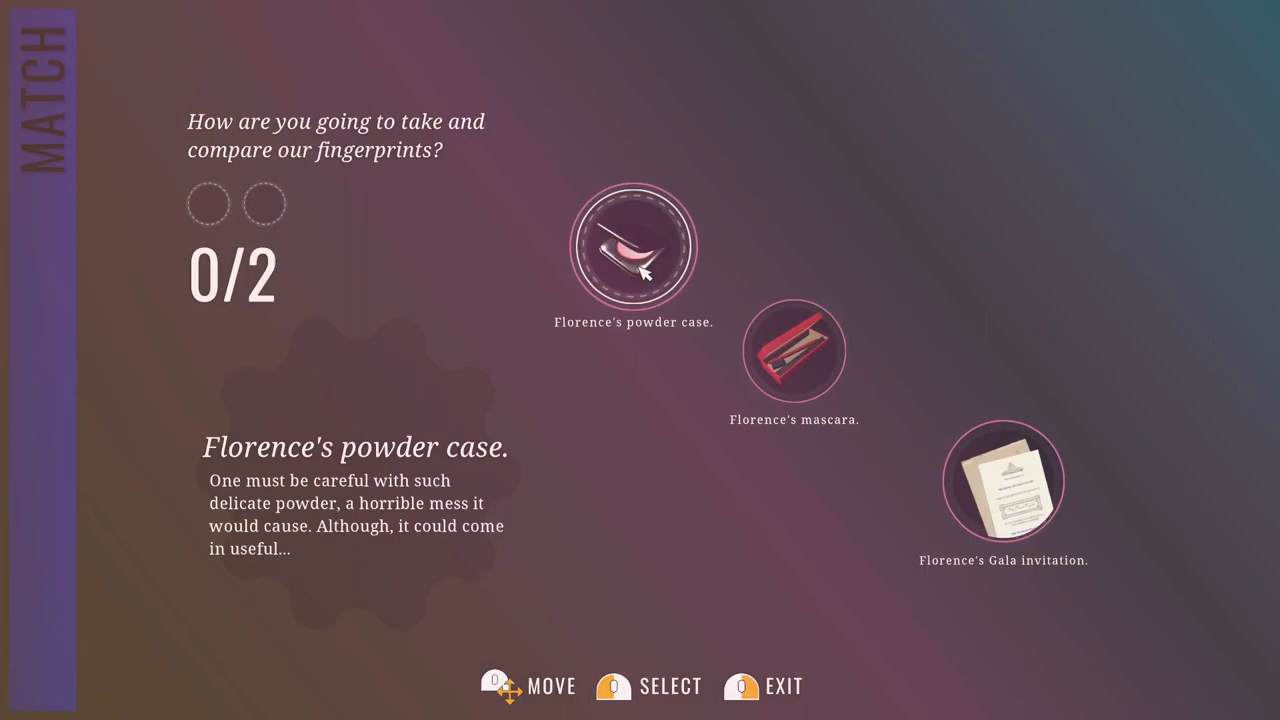 MATCH
How are you going to take and
compare our fingerprints?
0/2
Florence's powder case.
Florence's mascara.
Florence's Gala invitation.
Florence's powder case.
One must be careful with such
delicate powder, a horrible mess it
would cause. Although, it could come
in useful...
MOVE
SELECT
EXIT